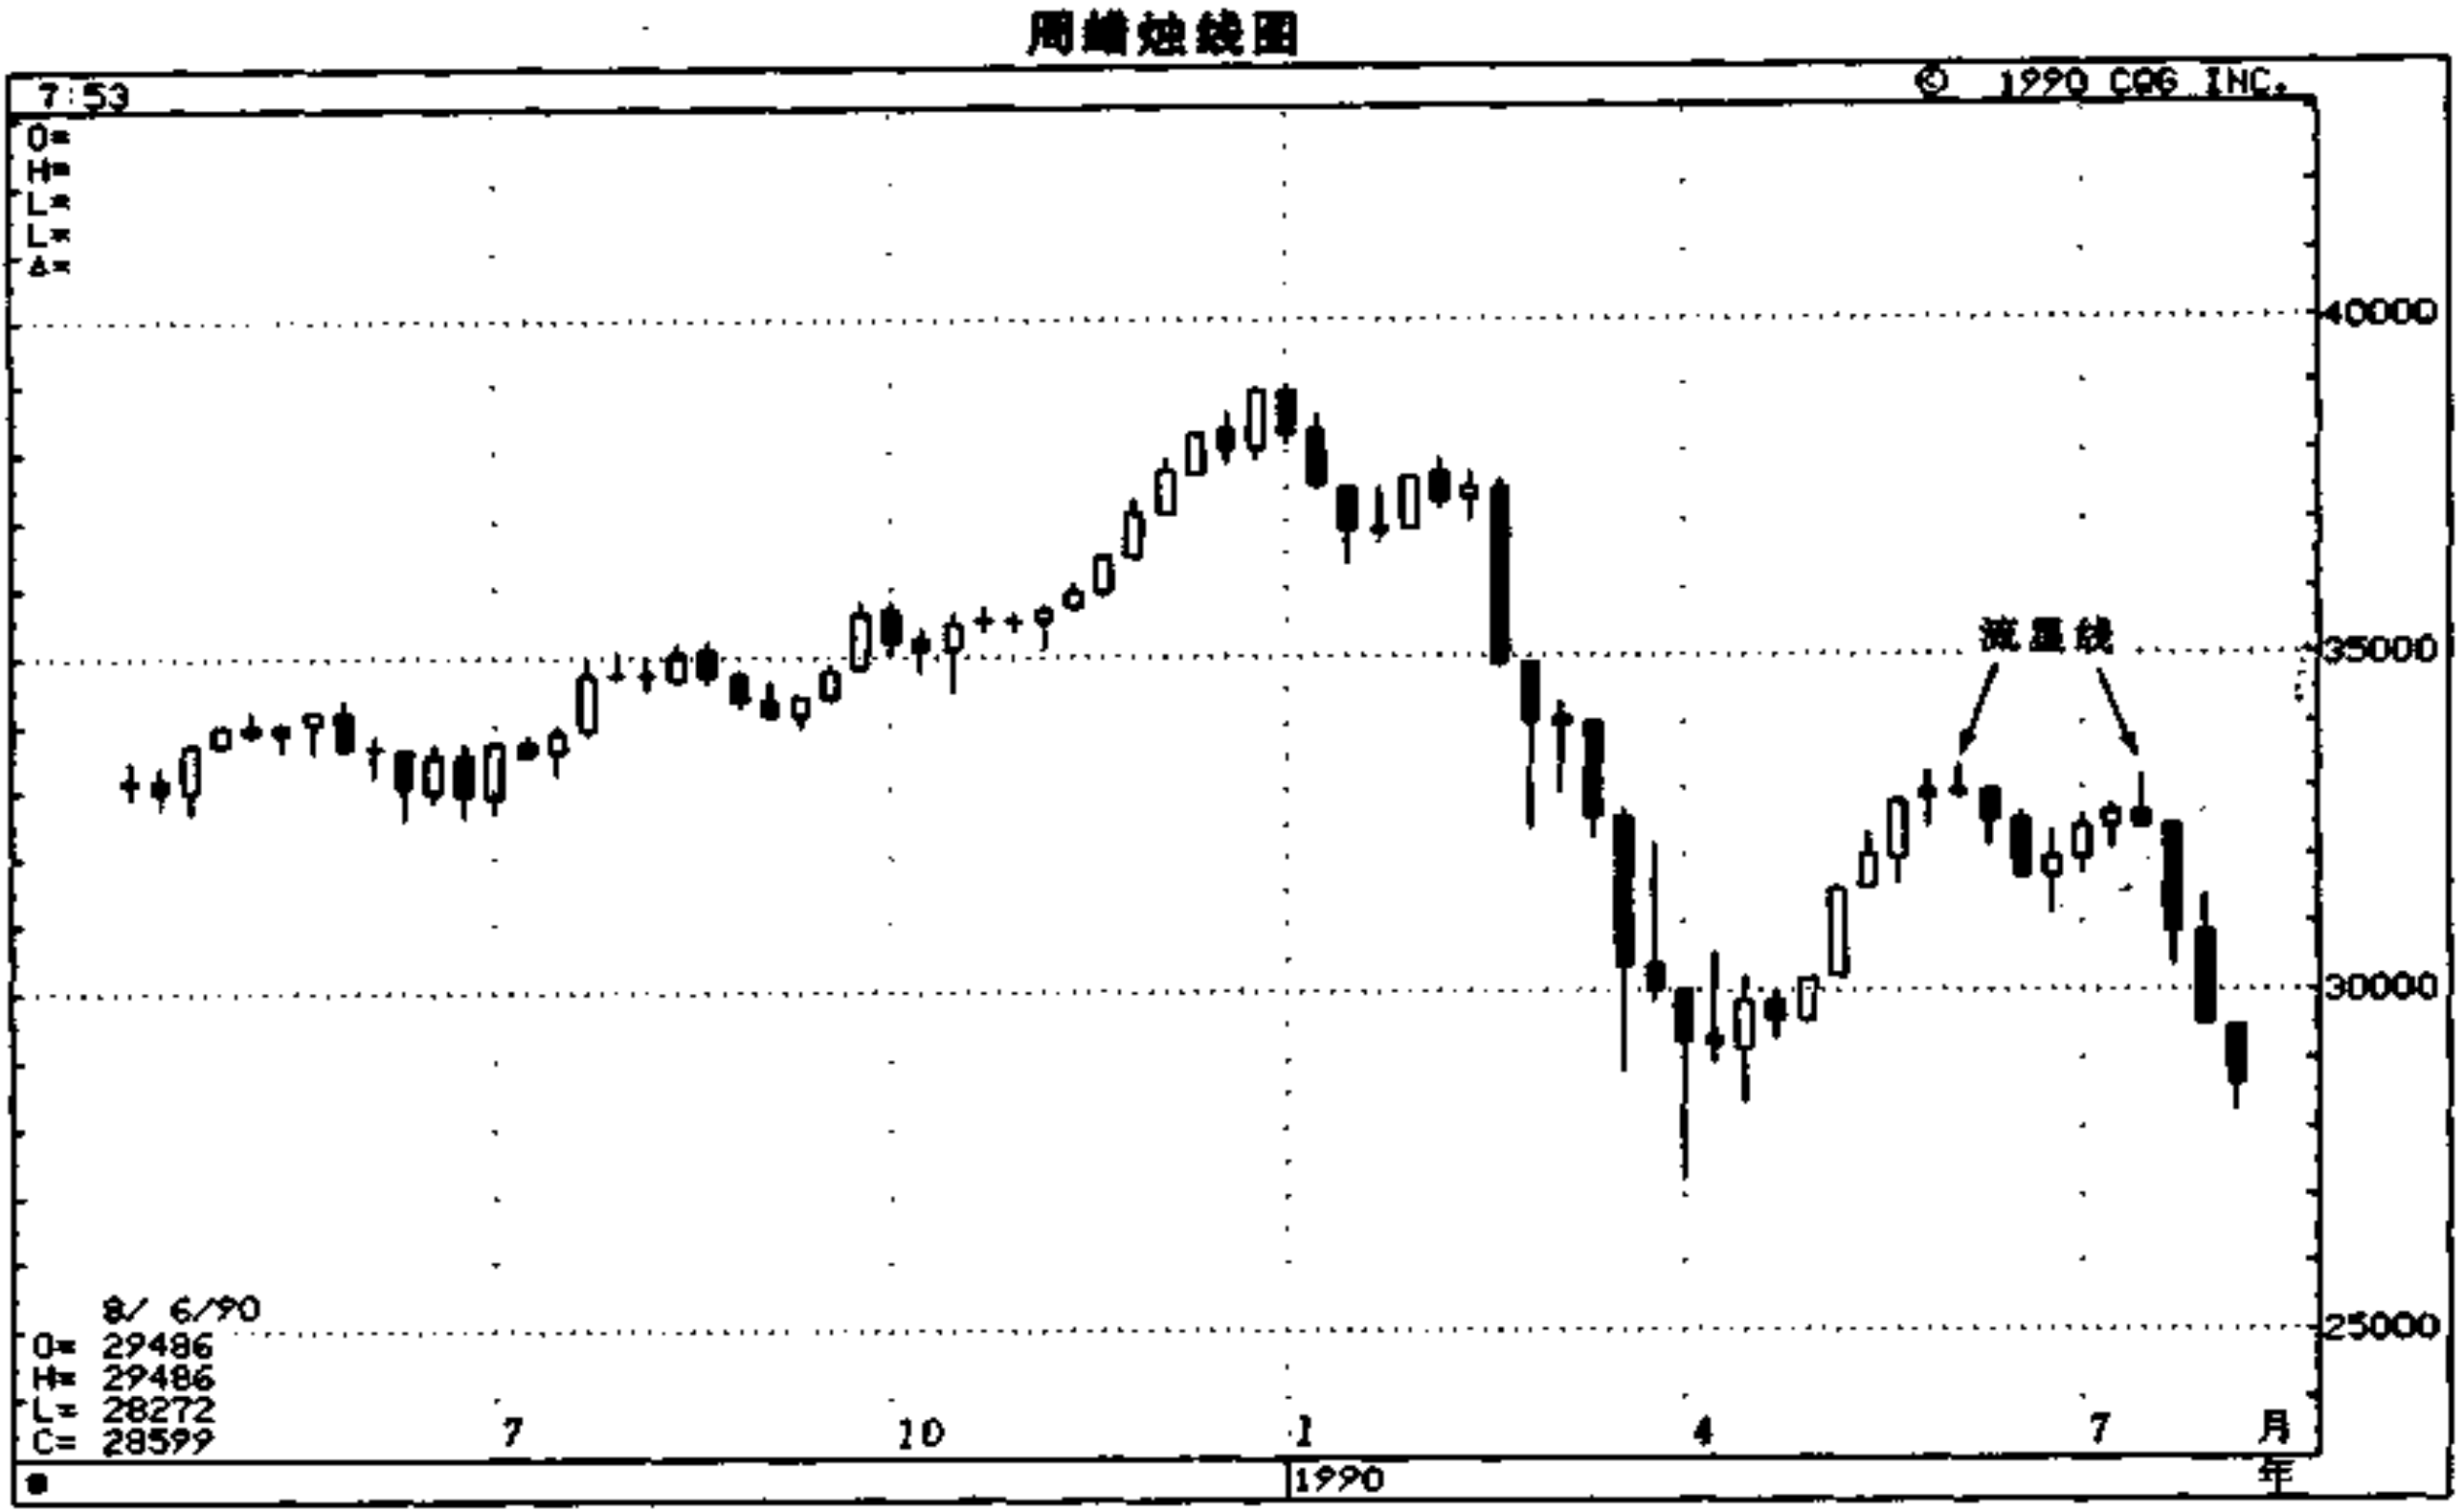 周蜡烛线图
7:53
© 1990 CQG INC.
O=
H=
L=
L=
Δ=
40000
流星线
35000
30000
25000
8/ 6/90
O= 29486
H= 29486
L= 28272
C= 28599
7 10 1 4 7 月
1990 年